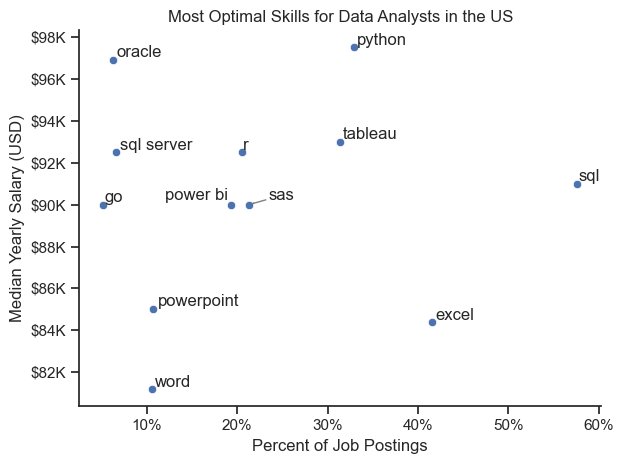 Most Optimal Skills for Data Analysts in the US
$98K
python
oracle
$96K
$94K
tableau
sql server
r
$92K
sql
go
power bi
sas
$90K
$88K
$86K
powerpoint
excel
$84K
word
$82K
Median Yearly Salary (USD)
10%
20%
30%
40%
50%
60%
Percent of Job Postings